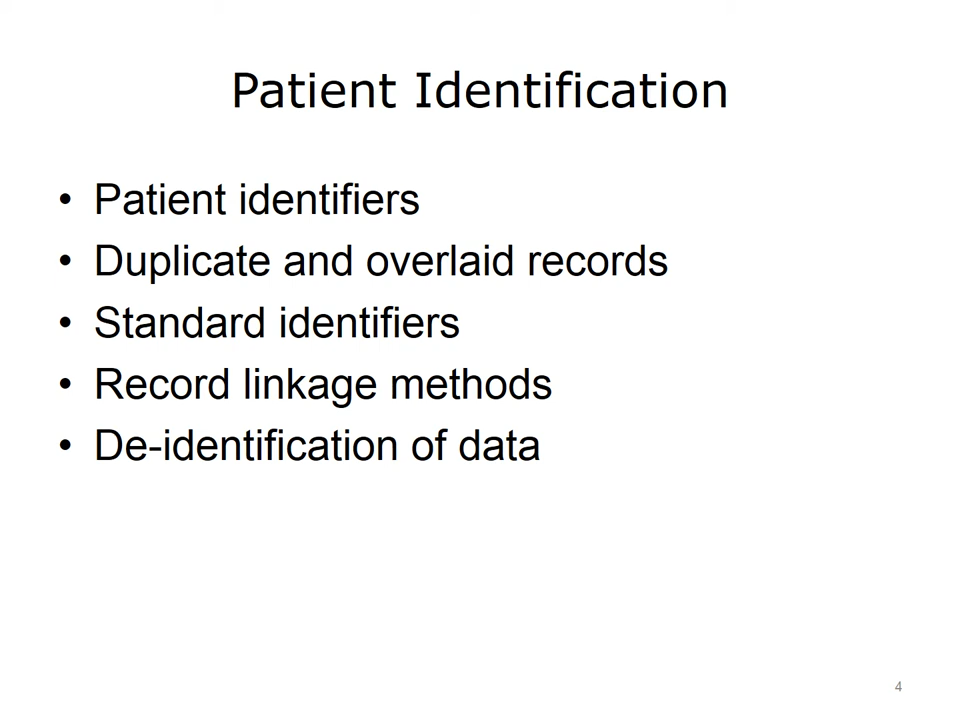 Patient Identification
• Patient identifiers
• Duplicate and overlaid records
• Standard identifiers
• Record linkage methods
• De-identification of data
4